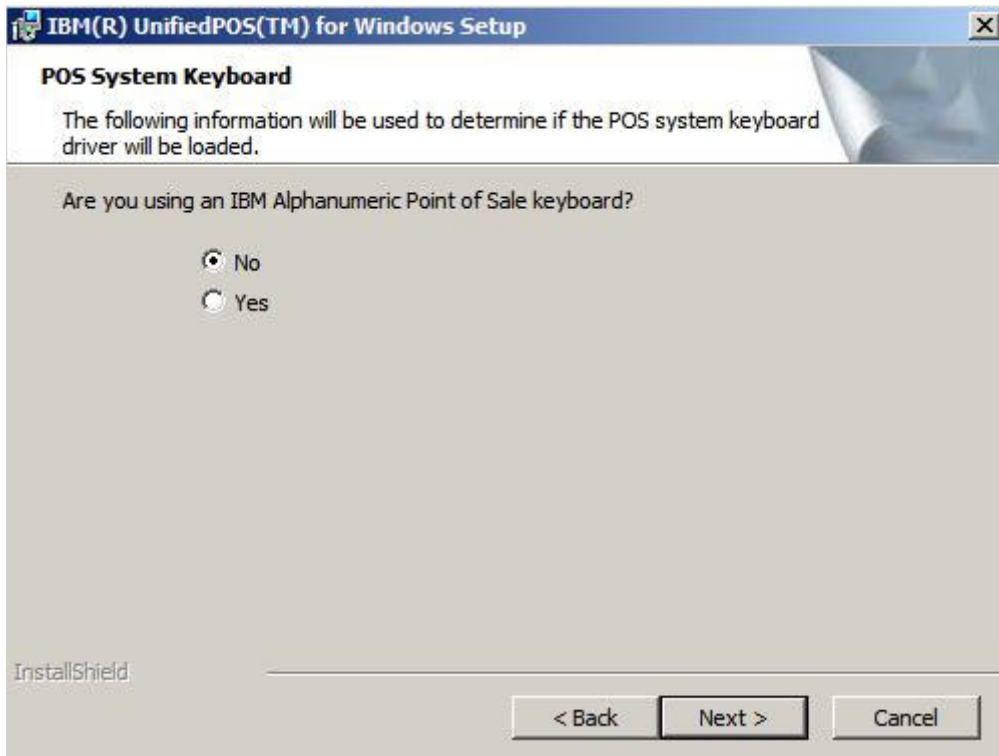 IBM(R) UnifiedPOS(TM) for Windows Setup
POS System Keyboard
The following information will be used to determine if the POS system keyboard
driver will be loaded.
Are you using an IBM Alphanumeric Point of Sale keyboard?
No
Yes
InstallShield
< Back Next > Cancel